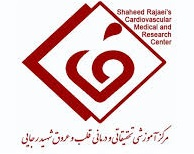 Shaheed Rajaei's
Cardiovascular
Medical and
Research
Center
مرکز آموزشی تحقیقاتی و درمانی قلب و عروق شهید رجایی